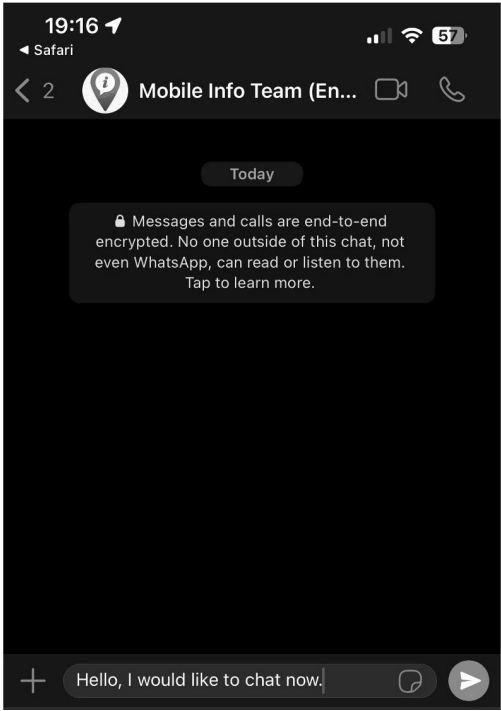 19:16
◀ Safari
57
2
Mobile Info Team (En...
Today
Messages and calls are end-to-end
encrypted. No one outside of this chat, not
even WhatsApp, can read or listen to them.
Tap to learn more.
Hello, I would like to chat now.